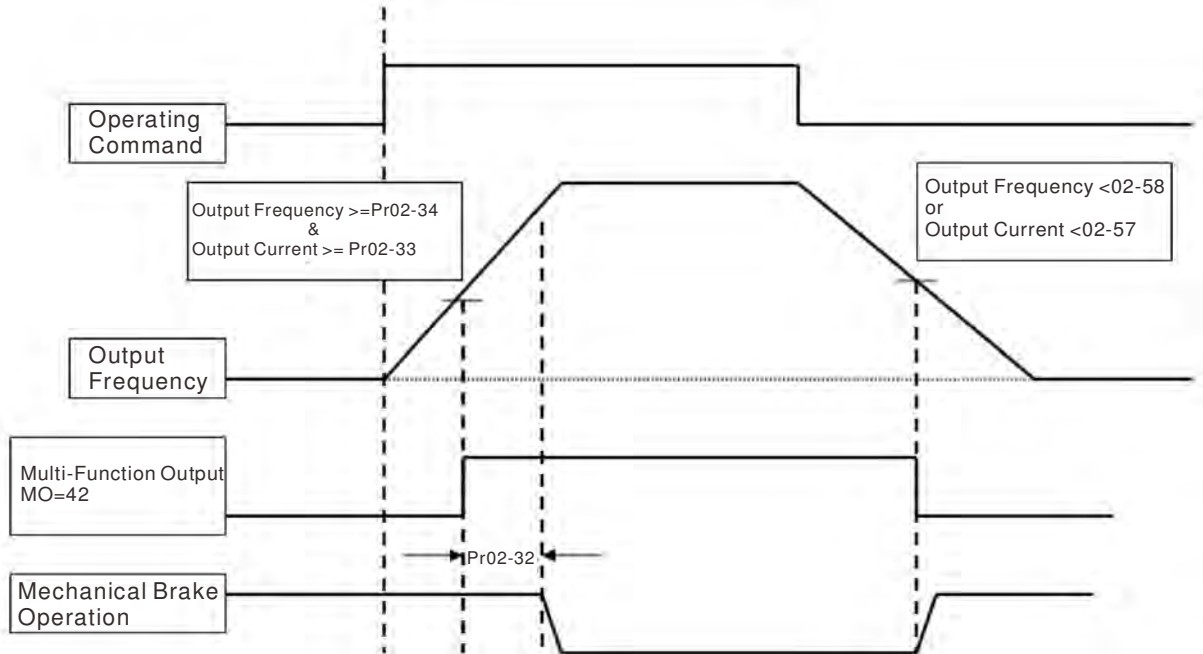 Operating
Command
Output Frequency >=Pr02-34
&
Output Current >= Pr02-33
Output Frequency <02-58
or
Output Current <02-57
Output
Frequency
Multi-Function Output
MO=42
Pr02-32
Mechanical Brake
Operation